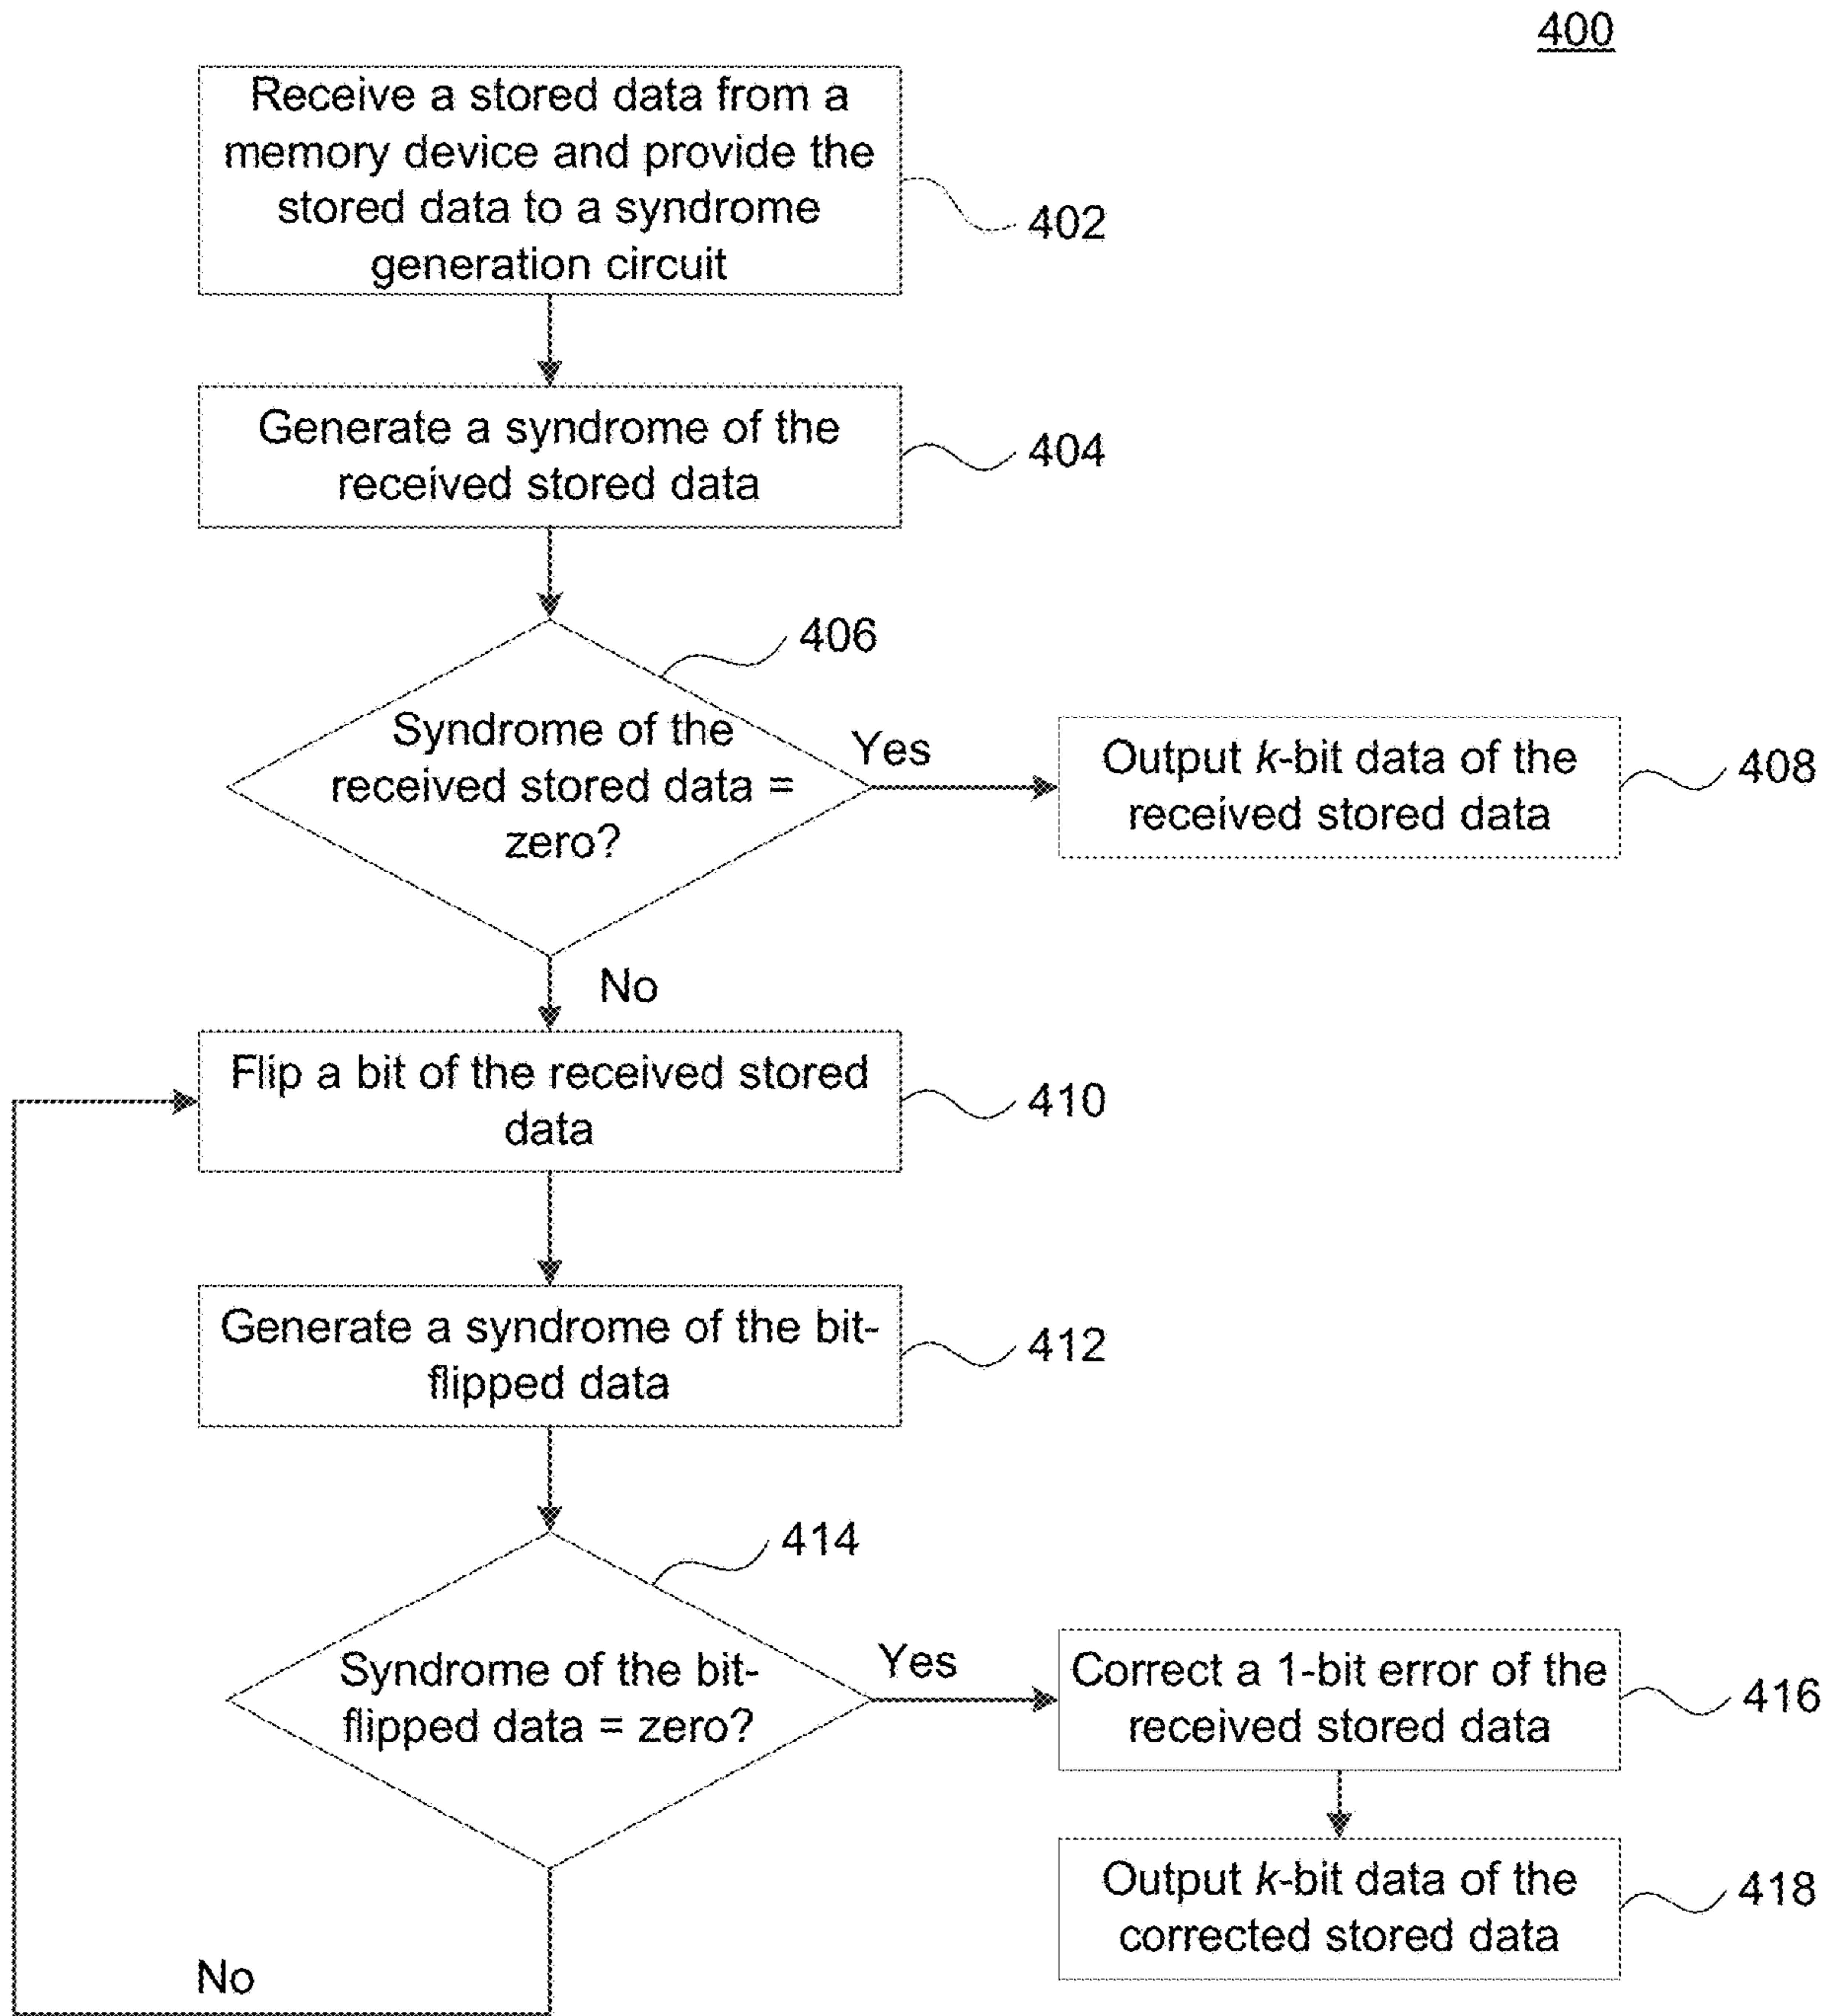 400
Receive a stored data from a
memory device and provide the
stored data to a syndrome
generation circuit
402
Generate a syndrome of the
received stored data
404
406
Syndrome of the
received stored data =
zero?
Yes
Output k-bit data of the
received stored data
408
No
Flip a bit of the received stored
data
410
Generate a syndrome of the bit-
flipped data
412
414
Syndrome of the bit-
flipped data = zero?
Yes
Correct a 1-bit error of the
received stored data
416
Output k-bit data of the
corrected stored data
418
No